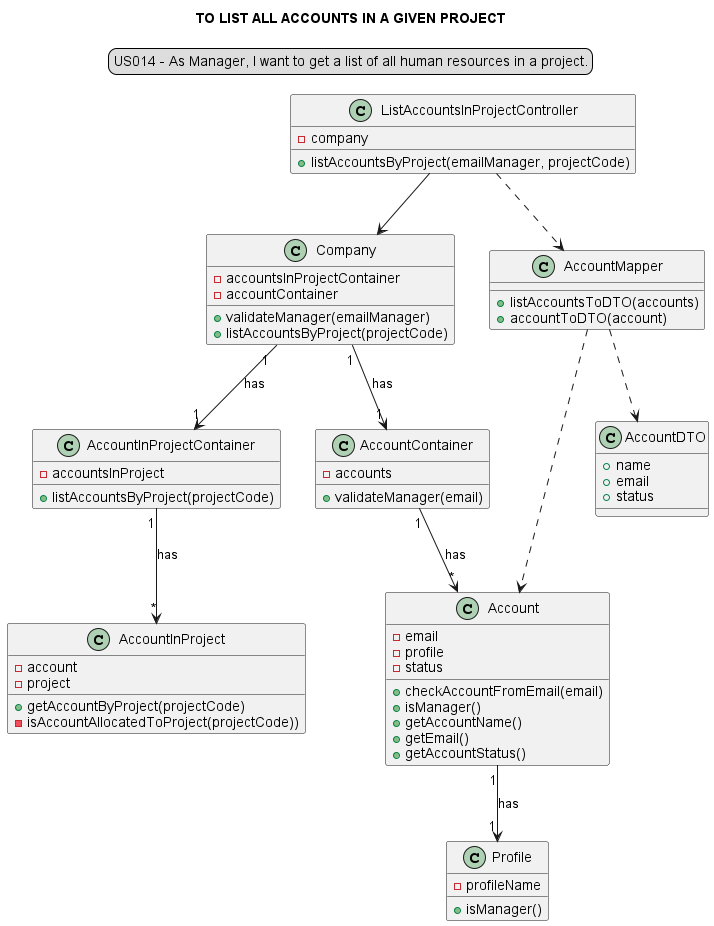 TO LIST ALL ACCOUNTS IN A GIVEN PROJECT
US014 - As Manager, I want to get a list of all human resources in a project.
C ListAccountsInProjectController
company
listAccountsByProject(emailManager, projectCode)
C Company
accountsInProjectContainer
accountContainer
validateManager(emailManager)
listAccountsByProject(projectCode)
C AccountMapper
listAccountsToDTO(accounts)
accountToDTO(account)
1
has
1
1
has
1
C AccountInProjectContainer
accountsInProject
listAccountsByProject(projectCode)
C AccountContainer
accounts
validateManager(email)
C AccountDTO
name
email
status
1
has
*
1
has
*
C AccountInProject
account
project
getAccountByProject(projectCode)
isAccountAllocatedToProject(projectCode))
C Account
email
profile
status
checkAccountFromEmail(email)
isManager()
getAccountName()
getEmail()
getAccountStatus()
1
has
1
C Profile
profileName
isManager()